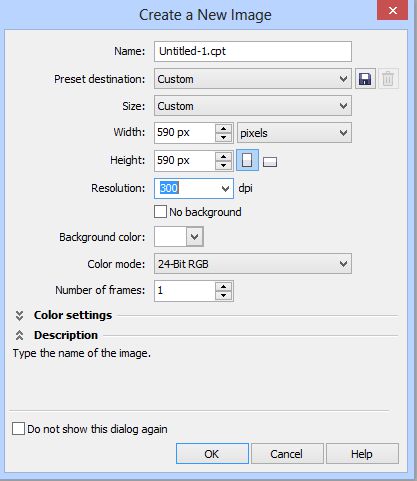 Create a New Image
Name: Untitled-1.cpt
Preset destination: Custom
Size: Custom
Width: 590 px pixels
Height: 590 px
Resolution: 300 dpi
No background
Background color:
Color mode: 24-Bit RGB
Number of frames: 1
Color settings
Description
Type the name of the image.
Do not show this dialog again
OK Cancel Help